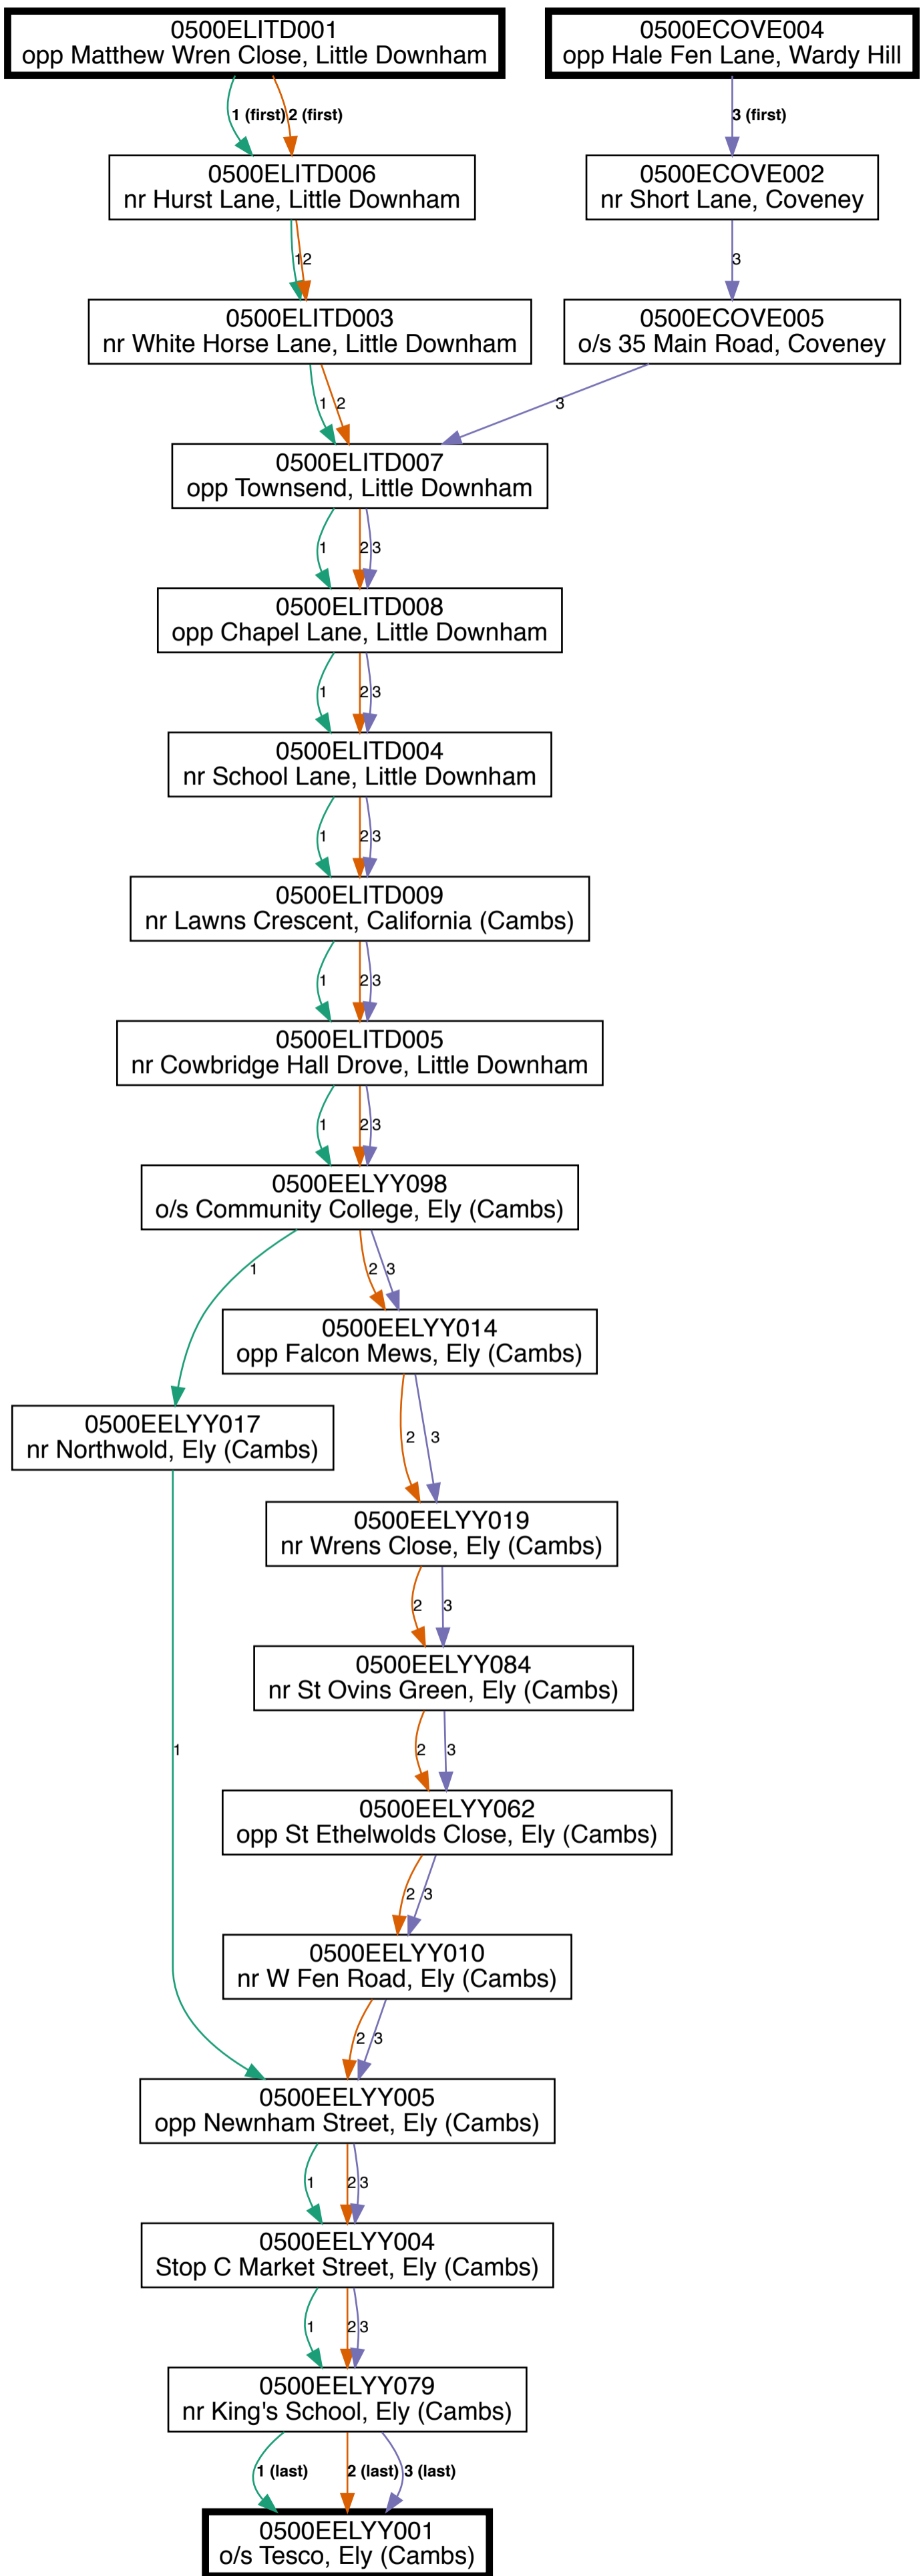 0500ELITD001
opp Matthew Wren Close, Little Downham
0500ECOVE004
opp Hale Fen Lane, Wardy Hill
1 (first)
2 (first)
3 (first)
0500ELITD006
nr Hurst Lane, Little Downham
0500ECOVE002
nr Short Lane, Coveney
1
2
3
0500ELITD003
nr White Horse Lane, Little Downham
0500ECOVE005
o/s 35 Main Road, Coveney
1
2
3
0500ELITD007
opp Townsend, Little Downham
1
2
3
0500ELITD008
opp Chapel Lane, Little Downham
1
2
3
0500ELITD004
nr School Lane, Little Downham
1
2
3
0500ELITD009
nr Lawns Crescent, California (Cambs)
1
2
3
0500ELITD005
nr Cowbridge Hall Drove, Little Downham
1
2
3
0500EELYY098
o/s Community College, Ely (Cambs)
1
2
3
0500EELYY014
opp Falcon Mews, Ely (Cambs)
0500EELYY017
nr Northwold, Ely (Cambs)
2
3
0500EELYY019
nr Wrens Close, Ely (Cambs)
2
3
0500EELYY084
nr St Ovins Green, Ely (Cambs)
1
2
3
0500EELYY062
opp St Ethelwolds Close, Ely (Cambs)
2
3
0500EELYY010
nr W Fen Road, Ely (Cambs)
2
3
0500EELYY005
opp Newnham Street, Ely (Cambs)
1
2
3
0500EELYY004
Stop C Market Street, Ely (Cambs)
1
2
3
0500EELYY079
nr King's School, Ely (Cambs)
1 (last)
2 (last)
3 (last)
0500EELYY001
o/s Tesco, Ely (Cambs)